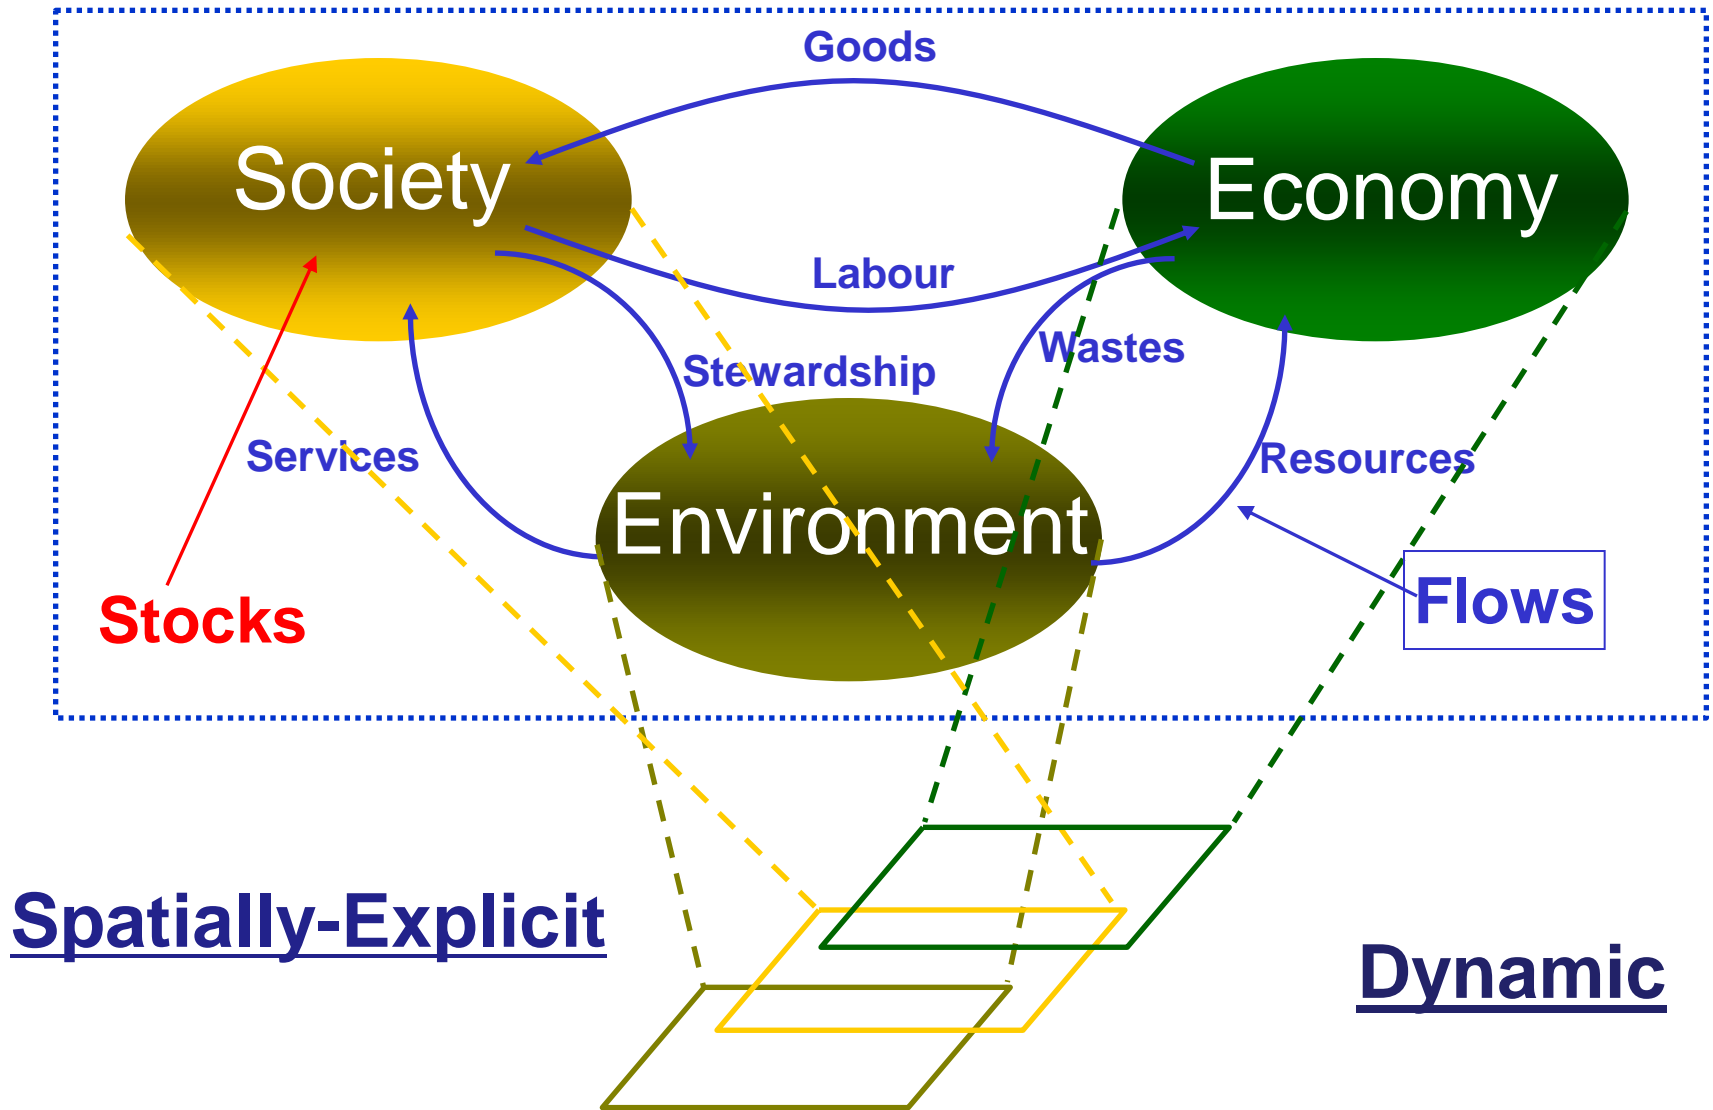 Goods
Society
Economy
Labour
Wastes
Stewardship
Services
Resources
Environment
Stocks
Flows
Spatially-Explicit
Dynamic